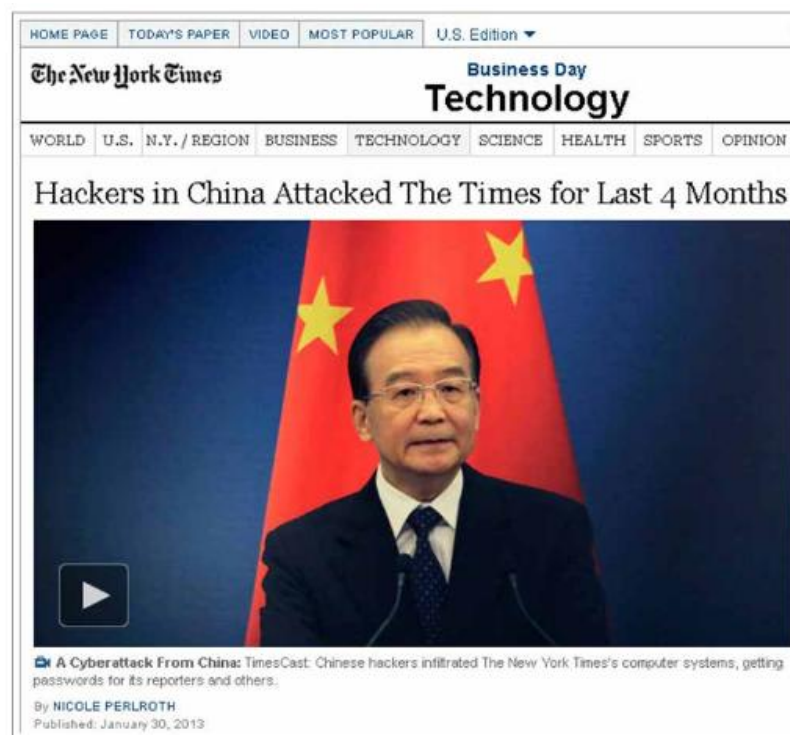 HOME PAGE TODAY'S PAPER VIDEO MOST POPULAR U.S. Edition
The New York Times
Business Day
Technology
WORLD U.S. N.Y. / REGION BUSINESS TECHNOLOGY SCIENCE HEALTH SPORTS OPINION
Hackers in China Attacked The Times for Last 4 Months
A Cyberattack From China: TimesCast: Chinese hackers infiltrated The New York Times's computer systems, getting
passwords for its reporters and others.
By NICOLE PERLROTH
Published: January 30, 2013